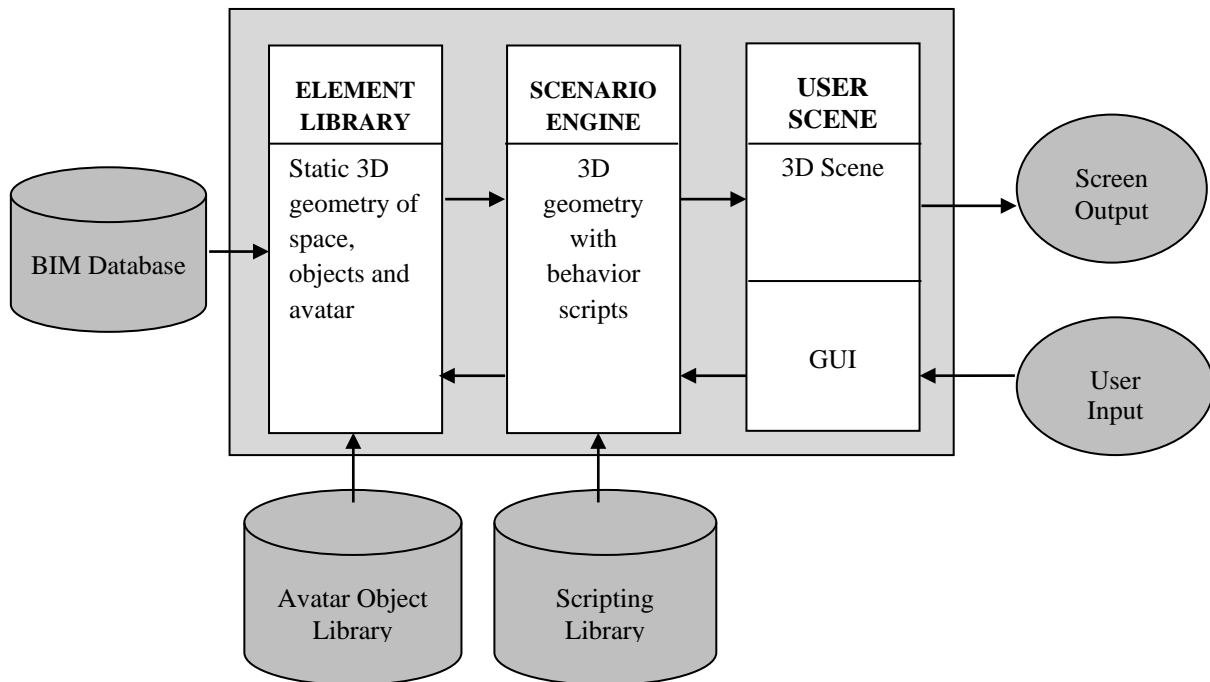 BIM Database
ELEMENT
LIBRARY
Static 3D
geometry of
space,
objects and
avatar
SCENARIO
ENGINE
3D
geometry
with
behavior
scripts
USER
SCENE
3D Scene
GUI
Screen
Output
User
Input
Avatar Object
Library
Scripting
Library